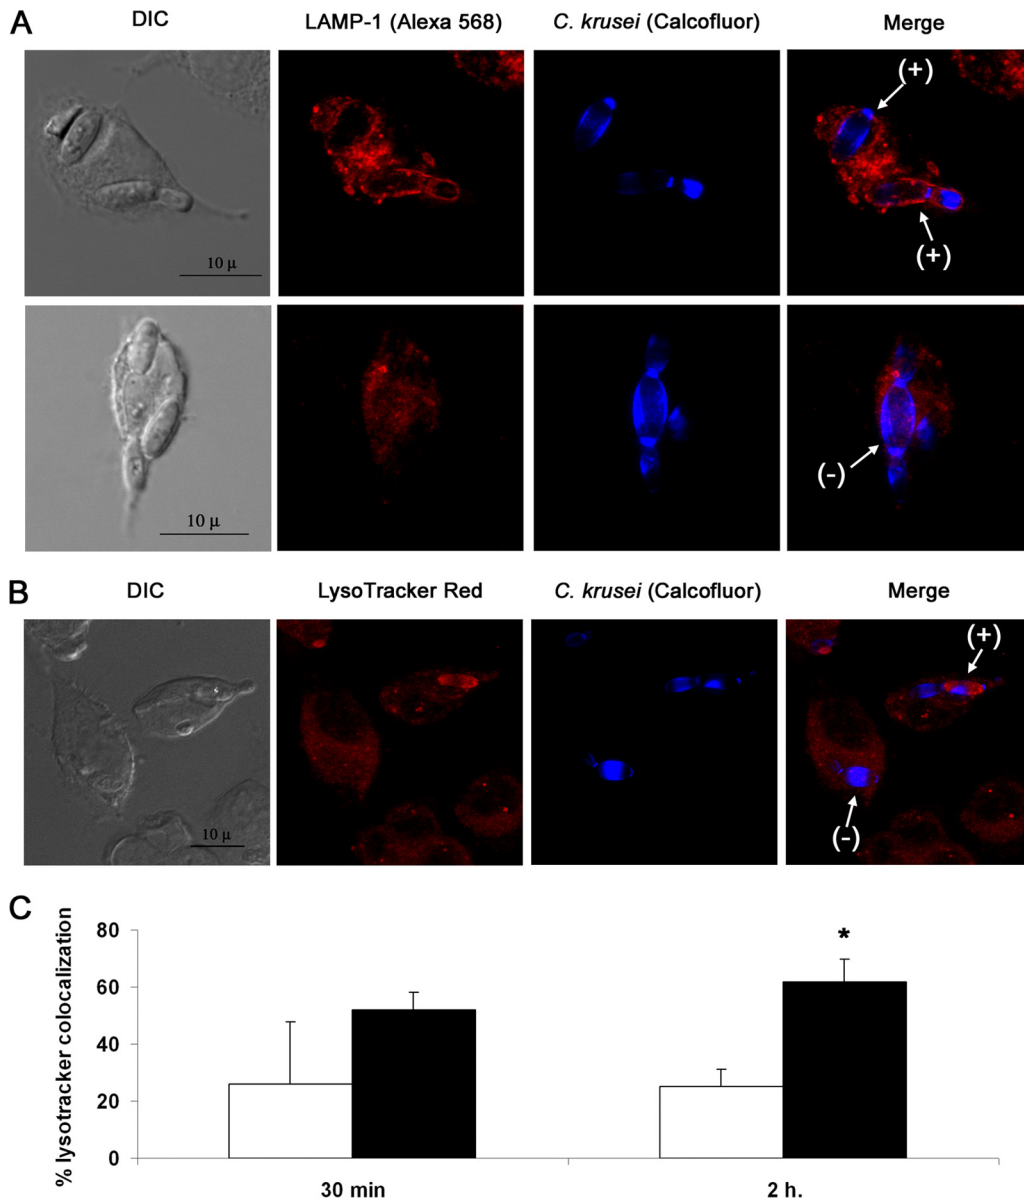 A
DIC
LAMP-1 (Alexa 568)
C. krusei (Calcofluor)
Merge
(+)
10 µ
(+)
10 µ
(-)
B
DIC
LysoTracker Red
C. krusei (Calcofluor)
Merge
(+)
10 µ
(-)
C
% lysotracker colocalization
80
60
40
20
0
*
30 min
2 h.